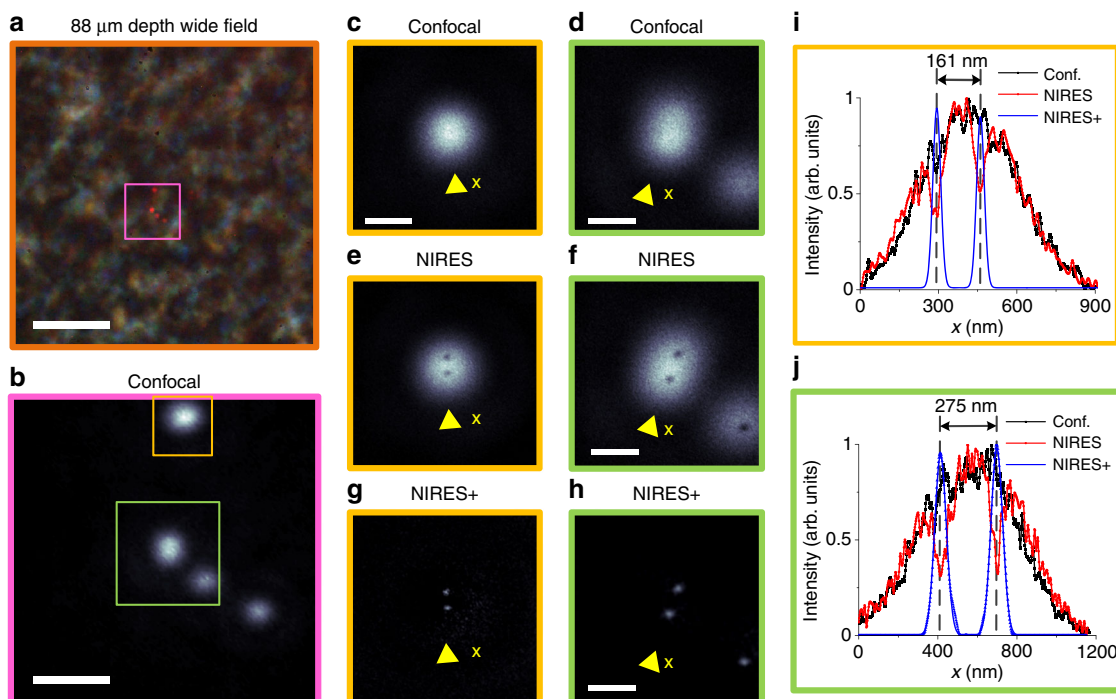 a
88 μm depth wide field
b
Confocal
c
Confocal
x
d
Confocal
x
e
NIRES
x
f
NIRES
x
g
NIRES+
x
h
NIRES+
x
i
161 nm
Conf.
NIRES
NIRES+
Intensity (arb. units)
1
0.5
0
0
300
600
900
x (nm)
j
275 nm
Conf.
NIRES
NIRES+
Intensity (arb. units)
1
0.5
0
0
400
800
1200
x (nm)